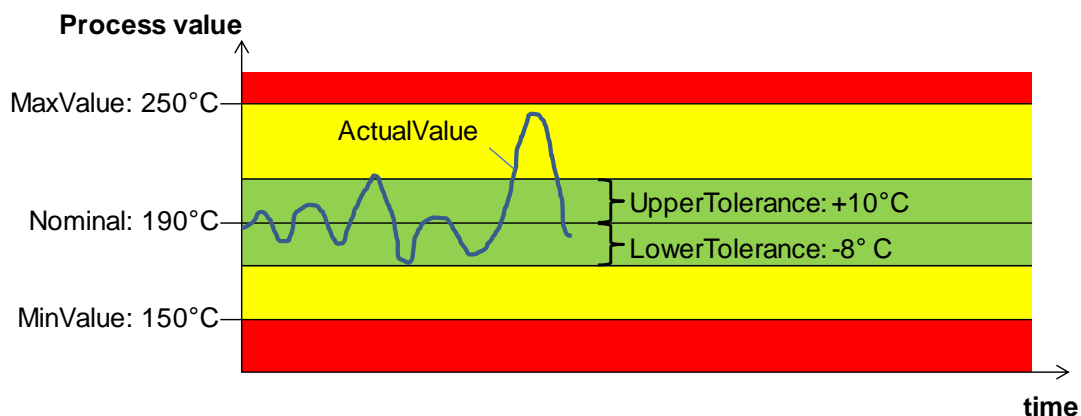 Process value
MaxValue: 250°C
ActualValue
UpperTolerance: +10°C
Nominal: 190°C
LowerTolerance: -8° C
MinValue: 150°C
time